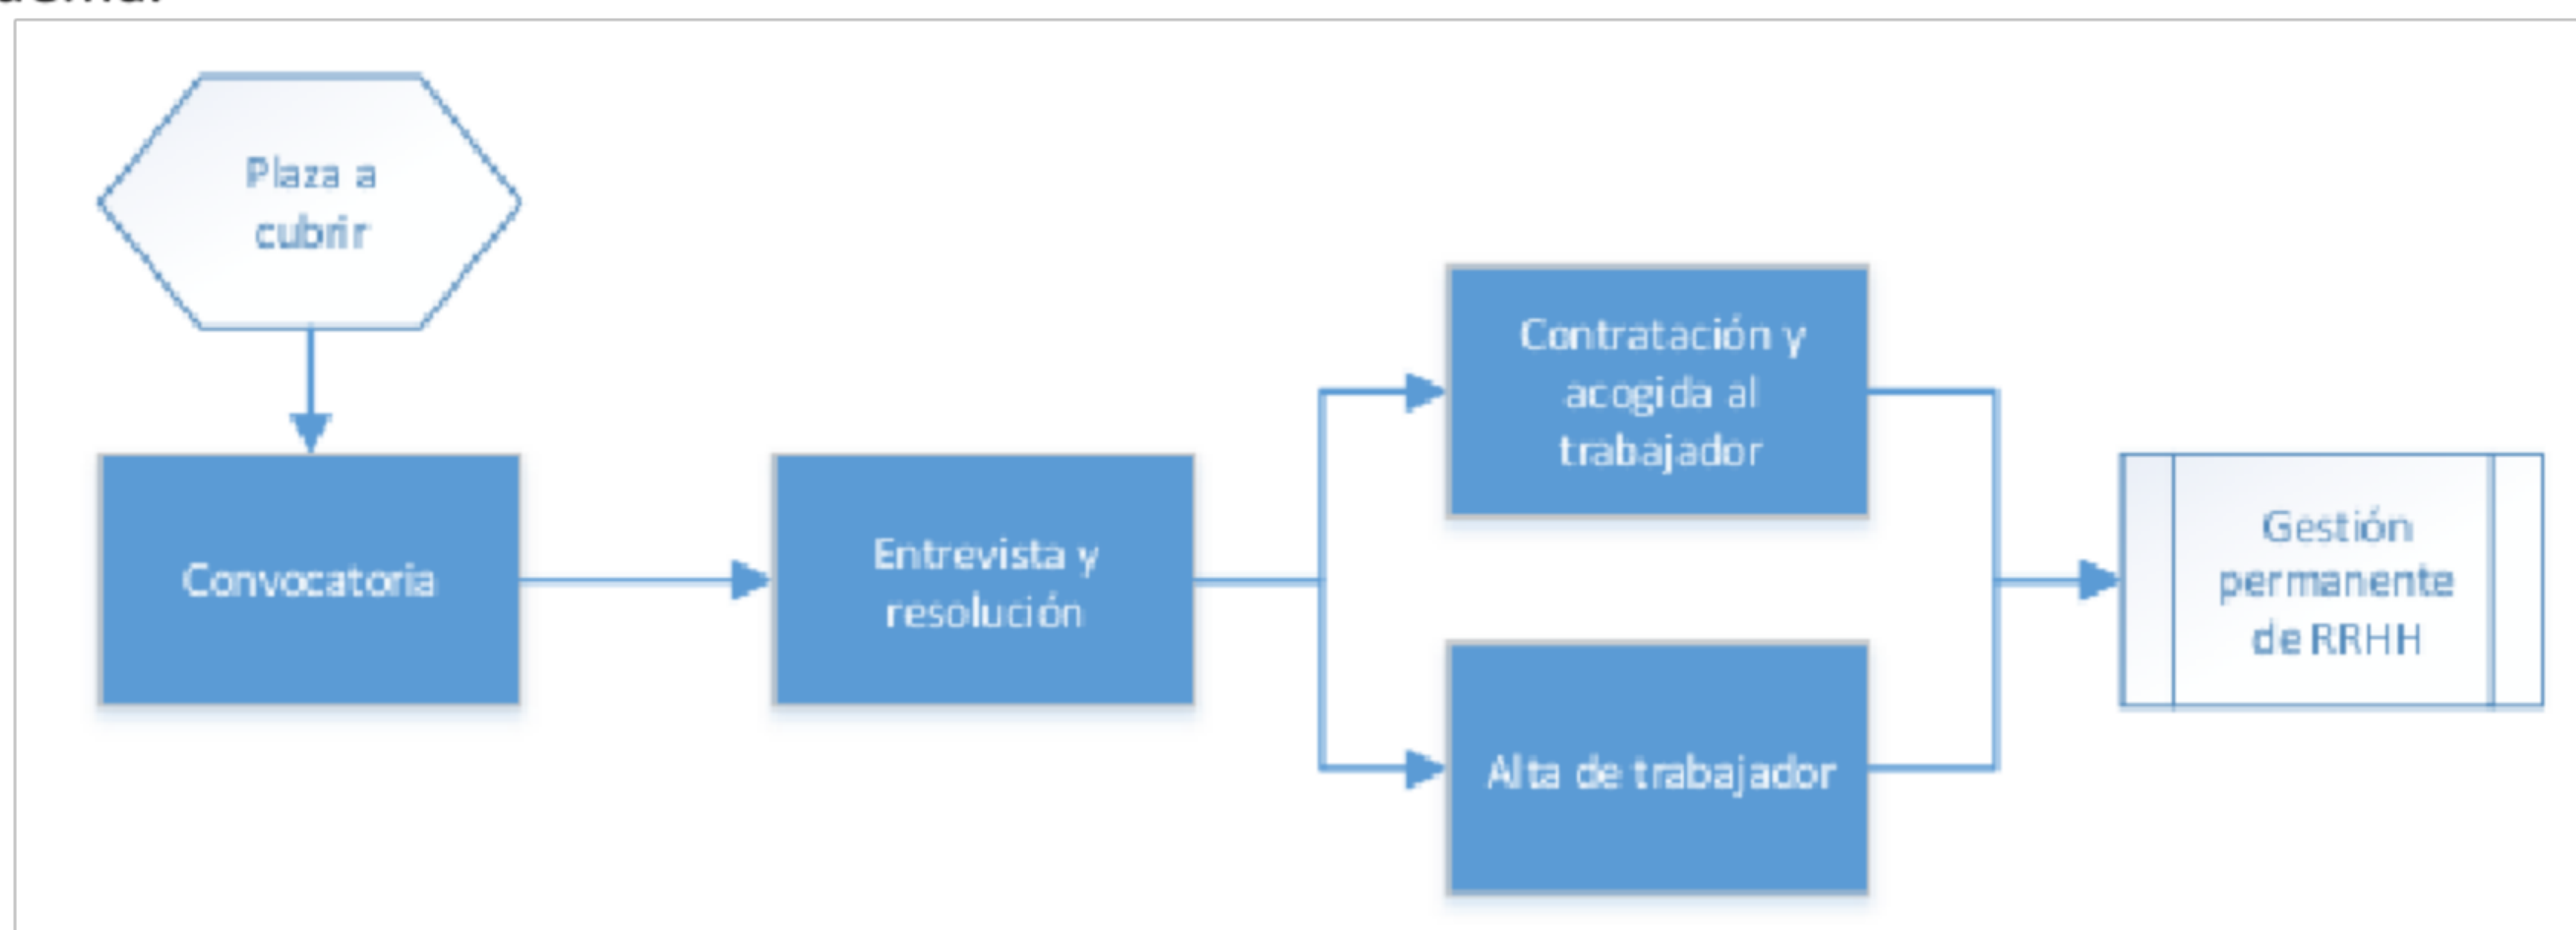 Plaza a
cubrir
Convocatoria
Entrevista y
resolución
Contratación y
acogida al
trabajador
Alta de trabajador
Gestión
permanente
de RRHH